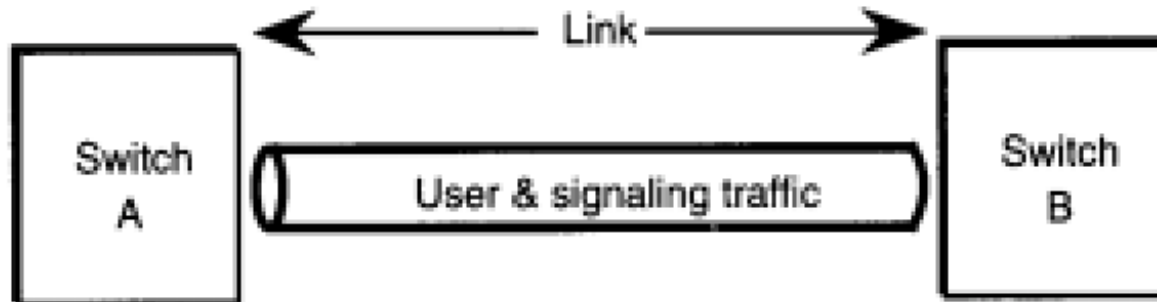 Link
Switch
A
User & signaling traffic
Switch
B